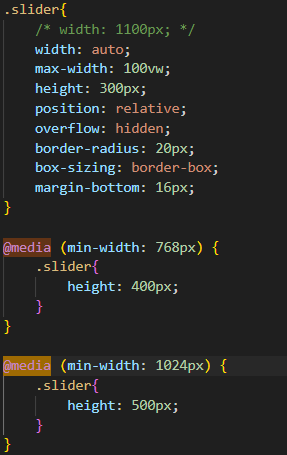 .slider{
/* width: 1100px; */
width: auto;
max-width: 100vw;
height: 300px;
position: relative;
overflow: hidden;
border-radius: 20px;
box-sizing: border-box;
margin-bottom: 16px;
}
@media (min-width: 768px) {
.slider{
height: 400px;
}
}
@media (min-width: 1024px) {
.slider{
height: 500px;
}
}